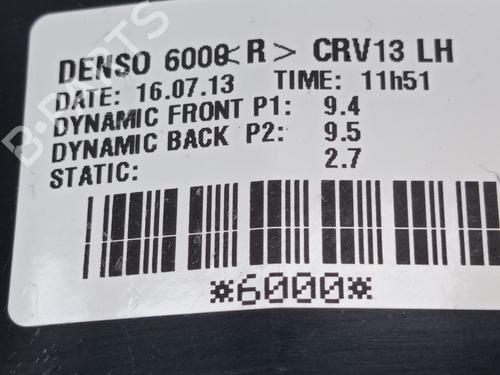 DENSO 6000<R> CRV13 LH
DATE: 16.07.13 TIME: 11h51
DYNAMIC FRONT P1: 9.4
DYNAMIC BACK P2: 9.5
STATIC: 2.7
*6000*
B-PARTS